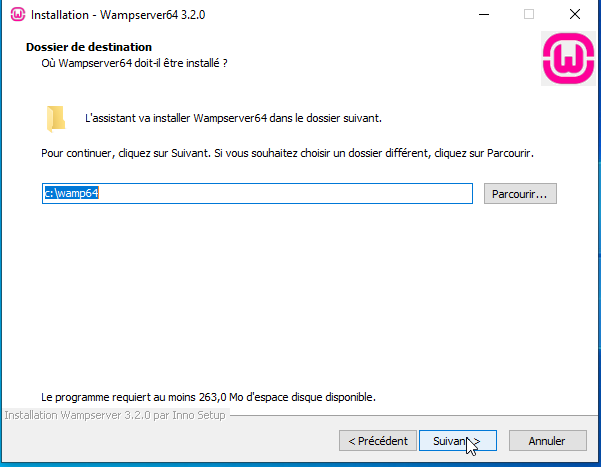 Installation - Wampserver64 3.2.0
Dossier de destination
Où Wampserver64 doit-il être installé ?
L'assistant va installer Wampserver64 dans le dossier suivant.
Pour continuer, cliquez sur Suivant. Si vous souhaitez choisir un dossier différent, cliquez sur Parcourir.
c:\wamp64
Parcourir...
Le programme requiert au moins 263,0 Mo d'espace disque disponible.
Installation Wampserver 3.2.0 par Inno Setup
< Précédent
Suivant >
Annuler